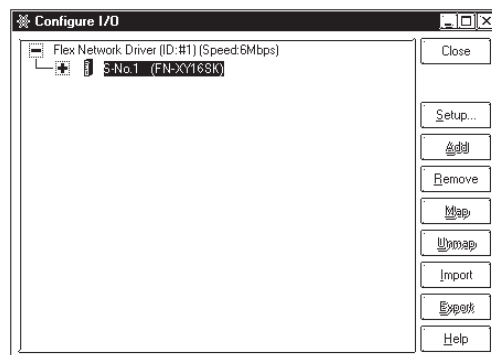 Configure I/O
Flex Network Driver (ID:#1) (Speed:6Mbps)
S-No.1 (FN-XY16SK)
Close
Setup...
Add
Remove
Map
Unmap
Import
Export
Help